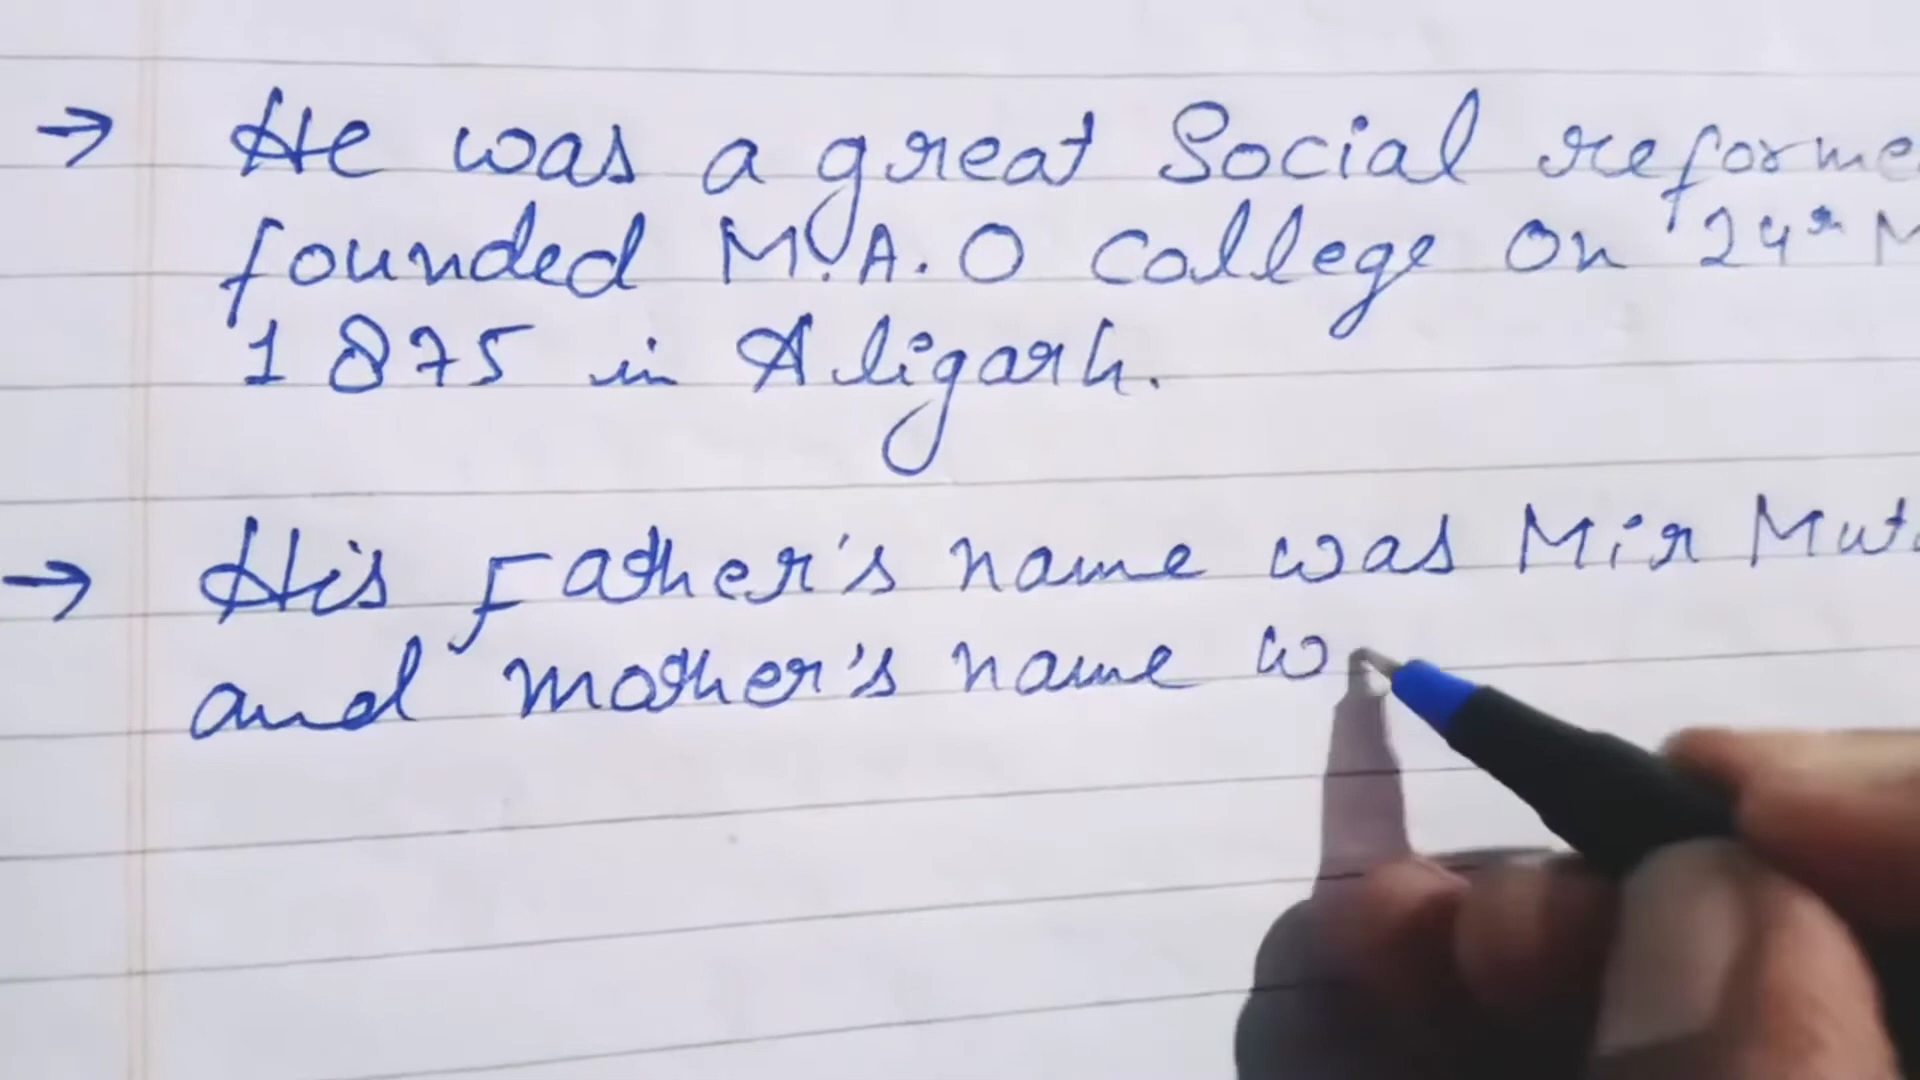 → He was a great Social reforme
founded M.A.O College On 24th M
1875 in Aligarh.
→ His Father's name was Mir Mut
and mother's name w